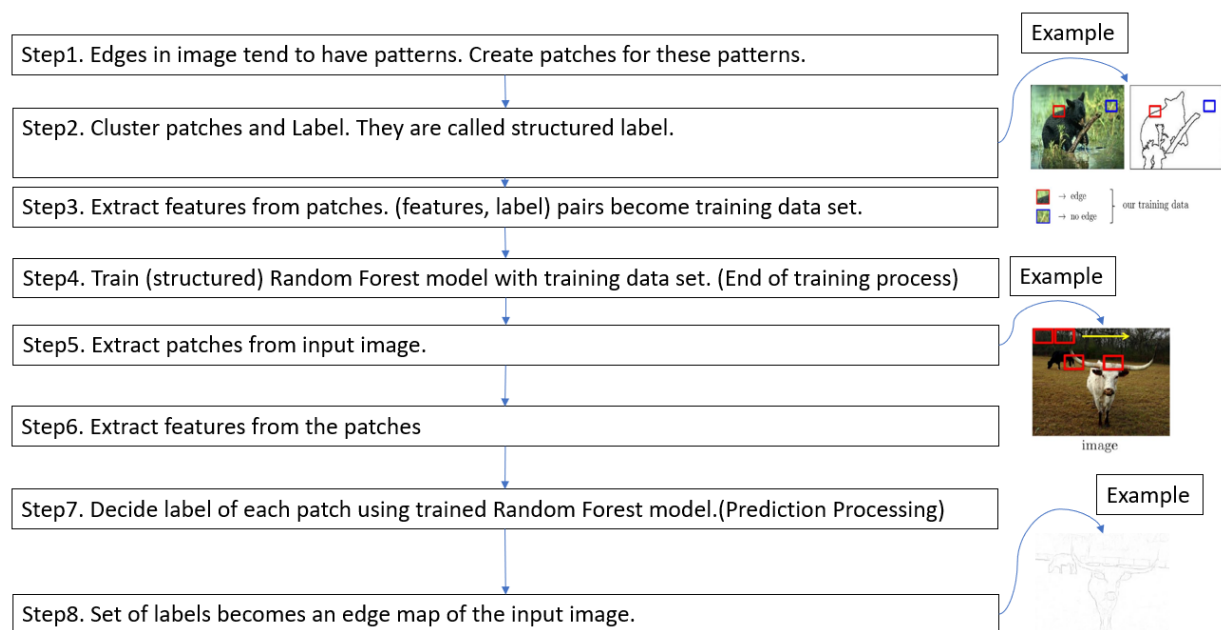 Example
Step1. Edges in image tend to have patterns. Create patches for these patterns.
Step2. Cluster patches and Label. They are called structured label.
Step3. Extract features from patches. (features, label) pairs become training data set.
→ edge
→ no edge
our training data
Step4. Train (structured) Random Forest model with training data set. (End of training process)
Example
Step5. Extract patches from input image.
Step6. Extract features from the patches
image
Step7. Decide label of each patch using trained Random Forest model.(Prediction Processing)
Example
Step8. Set of labels becomes an edge map of the input image.